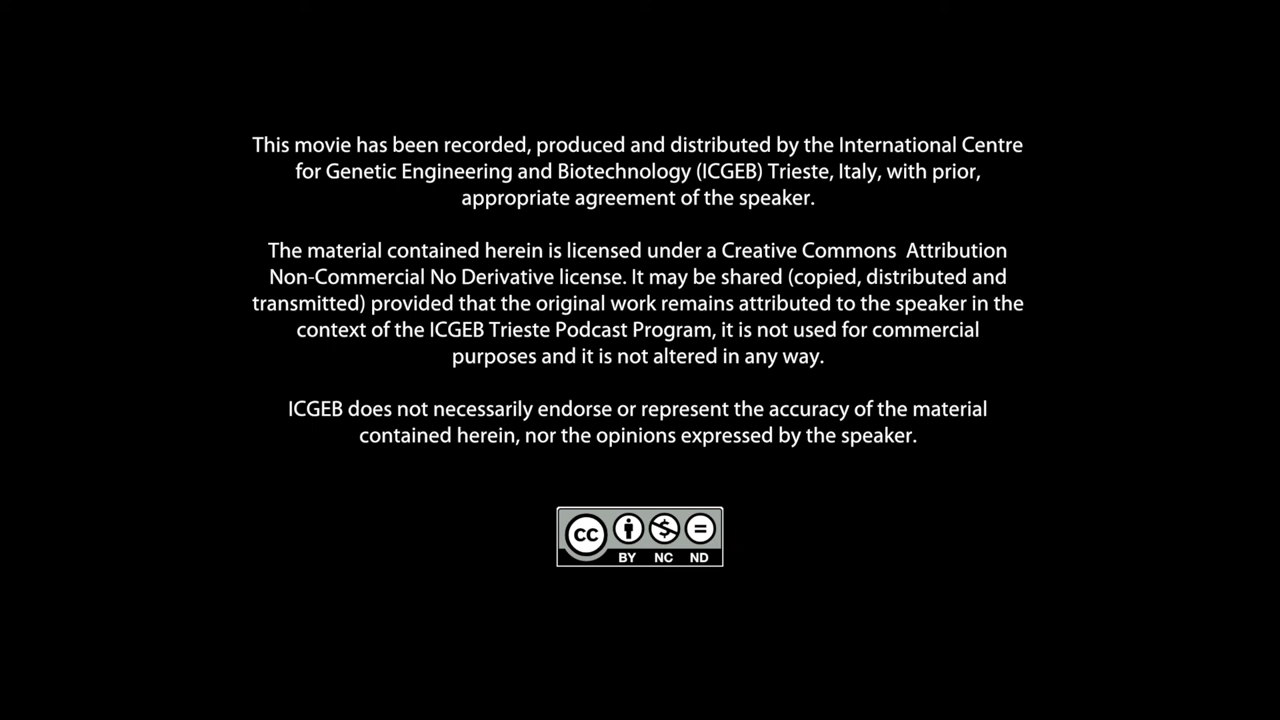 This movie has been recorded, produced and distributed by the International Centre
for Genetic Engineering and Biotechnology (ICGEB) Trieste, Italy, with prior,
appropriate agreement of the speaker.
The material contained herein is licensed under a Creative Commons  Attribution
Non-Commercial No Derivative license. It may be shared (copied, distributed and
transmitted) provided that the original work remains attributed to the speaker in the
context of the ICGEB Trieste Podcast Program, it is not used for commercial
purposes and it is not altered in any way.
ICGEB does not necessarily endorse or represent the accuracy of the material
contained herein, nor the opinions expressed by the speaker.
CC $ =
BY NC ND